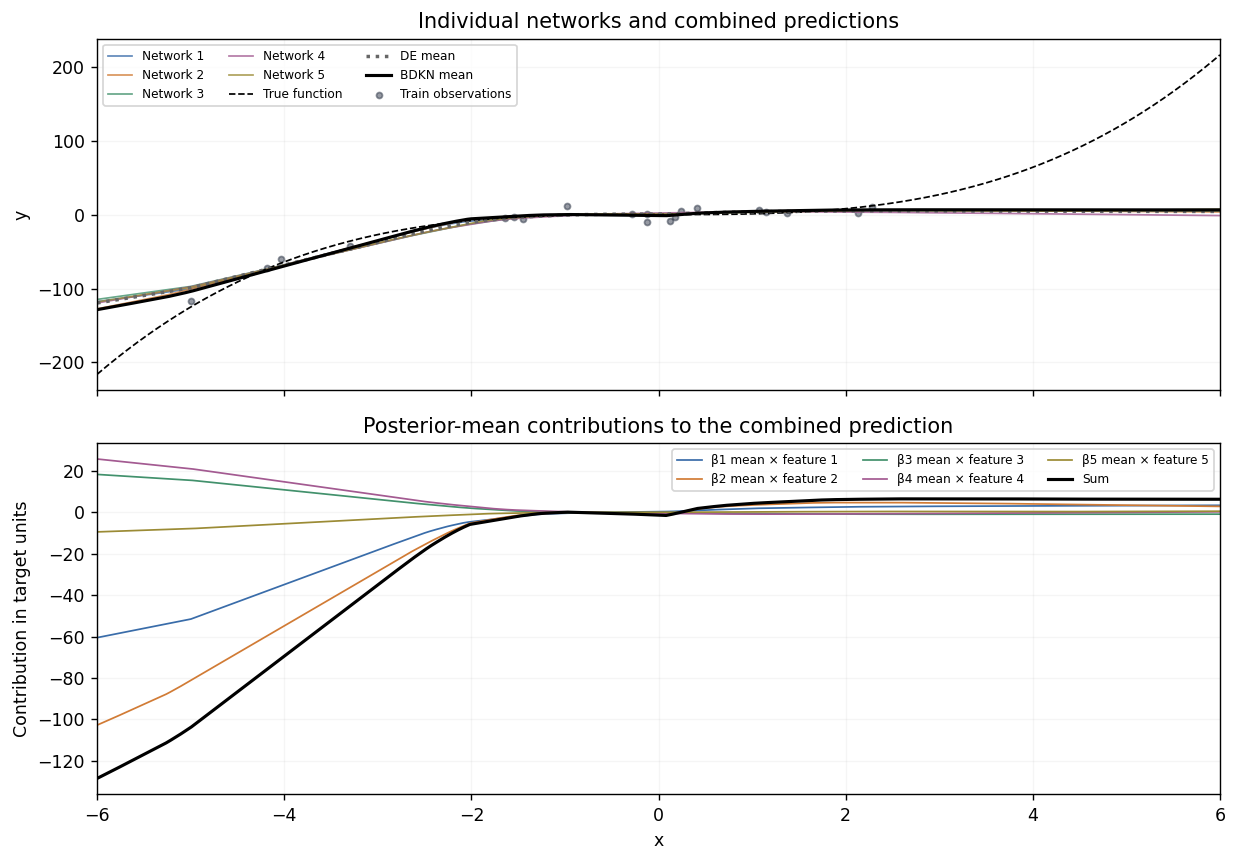 Individual networks and combined predictions
Network 1
Network 2
Network 3
Network 4
Network 5
True function
DE mean
BDKN mean
Train observations
200
100
0
−100
−200
y
Posterior-mean contributions to the combined prediction
β1 mean × feature 1
β2 mean × feature 2
β3 mean × feature 3
β4 mean × feature 4
β5 mean × feature 5
Sum
20
0
−20
−40
−60
−80
−100
−120
Contribution in target units
−6
−4
−2
0
2
4
6
x